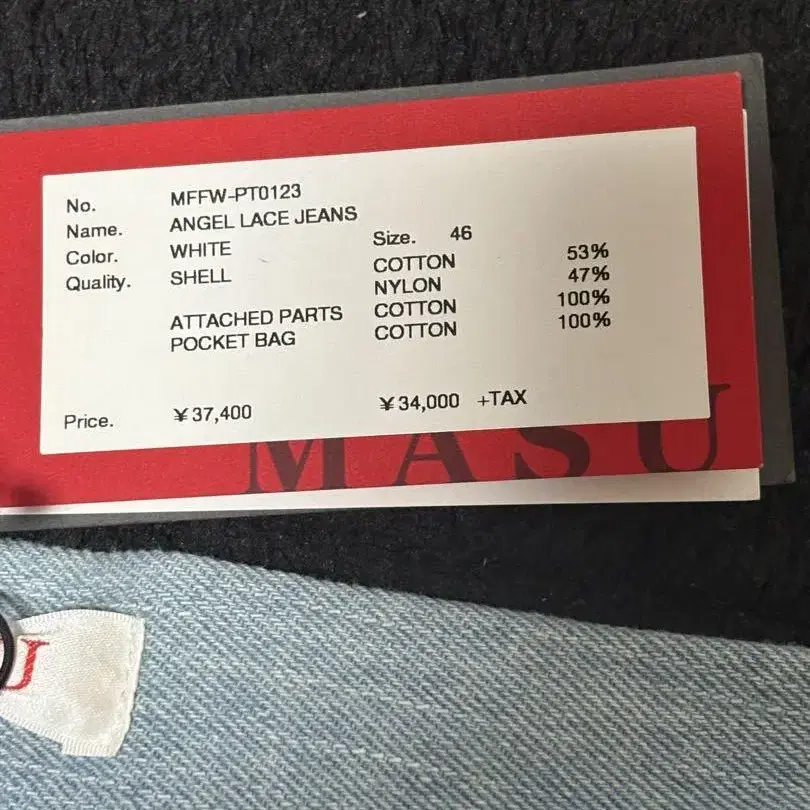 No. MFFW-PT0123
Name. ANGEL LACE JEANS
Color. WHITE Size. 46
Quality. SHELL COTTON 53%
NYLON 47%
ATTACHED PARTS COTTON 100%
POCKET BAG COTTON 100%
Price. ¥37,400 ¥34,000 +TAX
MASU
U